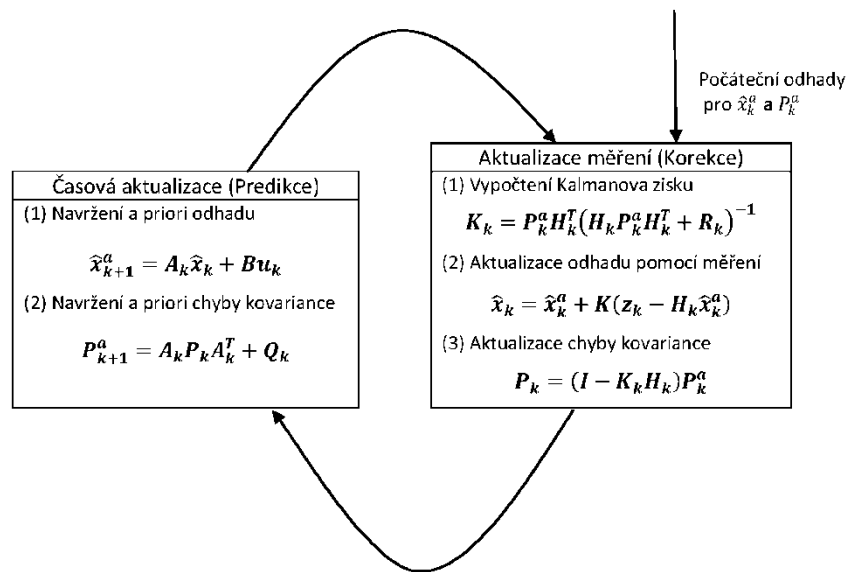 Počáteční odhady
pro x̂ₖᵃ a Pₖᵃ
Časová aktualizace (Predikce)
(1) Navržení a priori odhadu
x̂ₖ₊₁ᵃ = Aₖx̂ₖ + Buₖ
(2) Navržení a priori chyby kovariance
Pₖ₊₁ᵃ = AₖPₖAₖᵀ + Qₖ
Aktualizace měření (Korekce)
(1) Vypočtení Kalmanova zisku
Kₖ = PₖᵃHₖᵀ(HₖPₖᵃHₖᵀ + Rₖ)⁻¹
(2) Aktualizace odhadu pomocí měření
x̂ₖ = x̂ₖᵃ + K(zₖ − Hₖx̂ₖᵃ)
(3) Aktualizace chyby kovariance
Pₖ = (I − KₖHₖ)Pₖᵃ